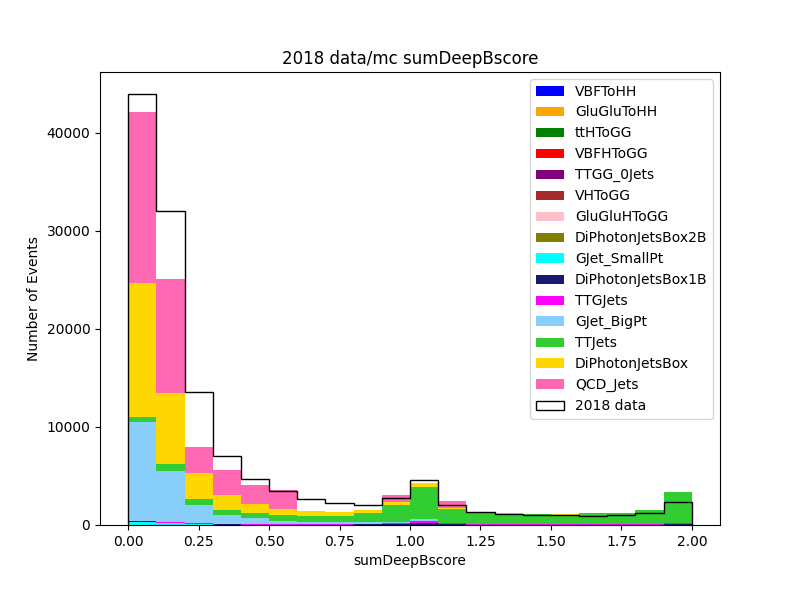 2018 data/mc sumDeepBscore
VBFToHH
GluGluToHH
ttHToGG
VBFHToGG
TTGG_0Jets
VHToGG
GluGluHToGG
DiPhotonJetsBox2B
GJet_SmallPt
DiPhotonJetsBox1B
TTGJets
GJet_BigPt
TTJets
DiPhotonJetsBox
QCD_Jets
2018 data
Number of Events
40000
30000
20000
10000
0
0.00 0.25 0.50 0.75 1.00 1.25 1.50 1.75 2.00
sumDeepBscore